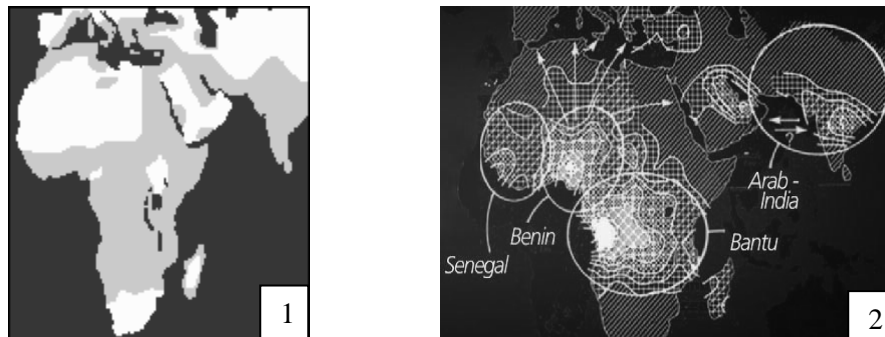 1
Senegal
Benin
Bantu
Arab-
India
?
2